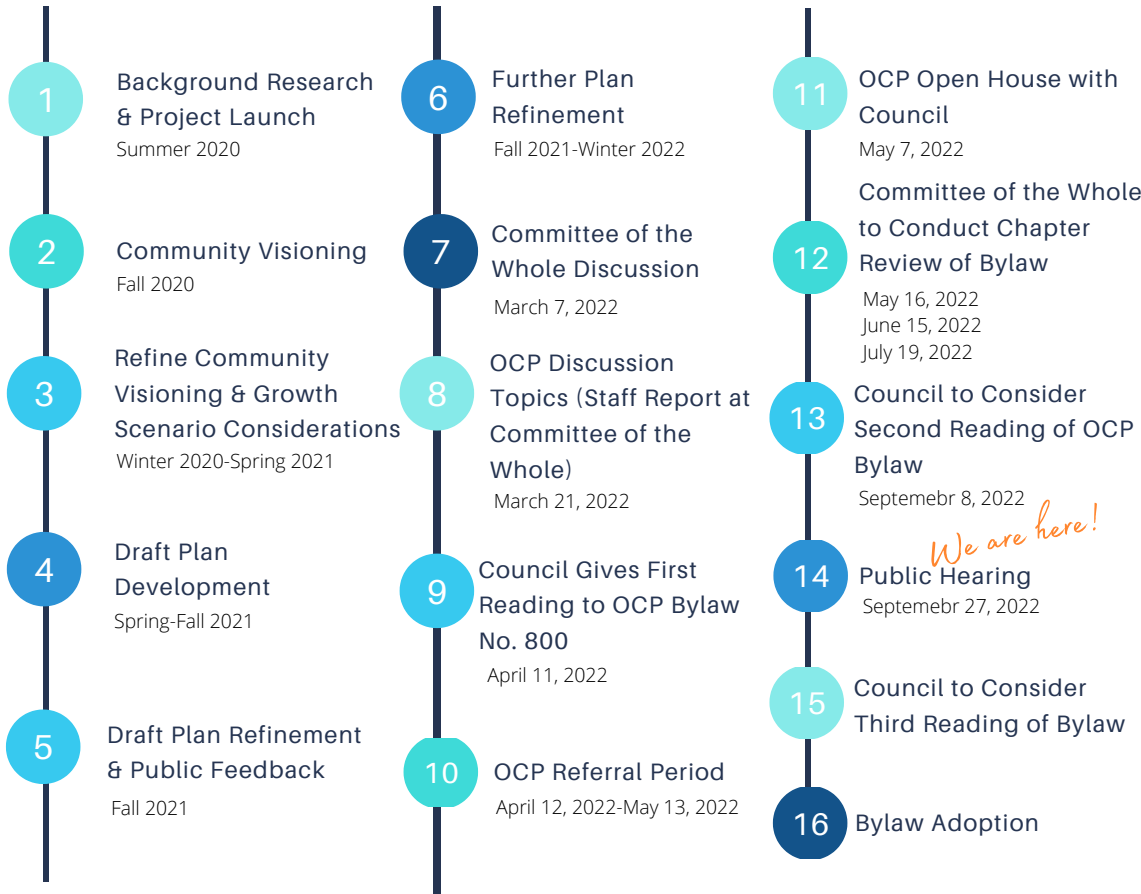 1
Background Research
& Project Launch
Summer 2020
2
Community Visioning
Fall 2020
3
Refine Community
Visioning & Growth
Scenario Considerations
Winter 2020-Spring 2021
4
Draft Plan
Development
Spring-Fall 2021
5
Draft Plan Refinement
& Public Feedback
Fall 2021
6
Further Plan
Refinement
Fall 2021-Winter 2022
7
Committee of the
Whole Discussion
March 7, 2022
8
OCP Discussion
Topics (Staff Report at
Committee of the
Whole)
March 21, 2022
9
Council Gives First
Reading to OCP Bylaw
No. 800
April 11, 2022
10
OCP Referral Period
April 12, 2022-May 13, 2022
11
OCP Open House with
Council
May 7, 2022
12
Committee of the Whole
to Conduct Chapter
Review of Bylaw
May 16, 2022
June 15, 2022
July 19, 2022
13
Council to Consider
Second Reading of OCP
Bylaw
Septemebr 8, 2022
We are here!
14
Public Hearing
Septemebr 27, 2022
15
Council to Consider
Third Reading of Bylaw
16
Bylaw Adoption